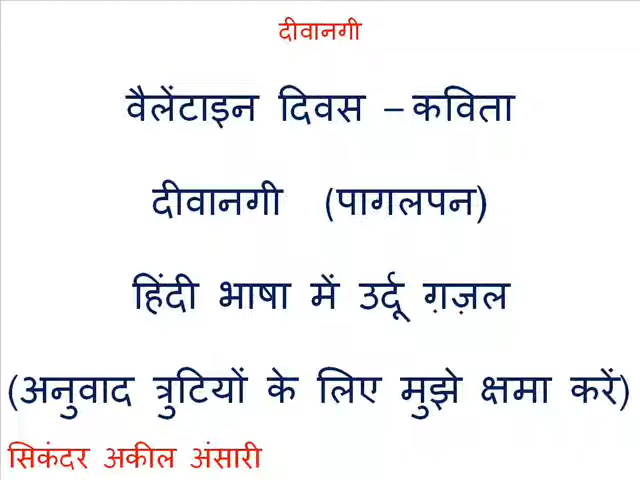 दीवानगी
वैलेंटाइन दिवस – कविता
दीवानगी (पागलपन)
हिंदी भाषा में उर्दू ग़ज़ल
(अनुवाद त्रुटियों के लिए मुझे क्षमा करें)
सिकंदर अकील अंसारी